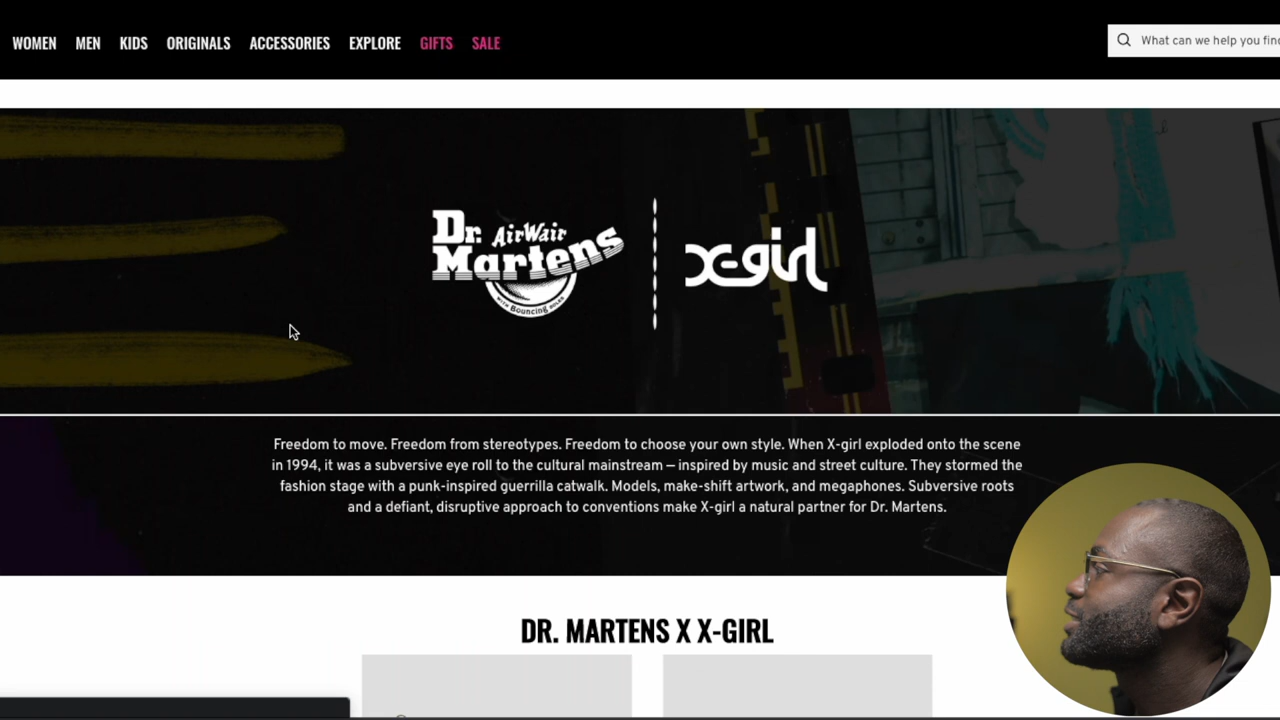 WOMEN MEN KIDS ORIGINALS ACCESSORIES EXPLORE GIFTS SALE
What can we help you find
Dr. Martens
AirWair
WITH Bouncing SOLES
x-girl
Freedom to move. Freedom from stereotypes. Freedom to choose your own style. When X-girl exploded onto the scene
in 1994, it was a subversive eye roll to the cultural mainstream – inspired by music and street culture. They stormed the
fashion stage with a punk-inspired guerrilla catwalk. Models, make-shift artwork, and megaphones. Subversive roots
and a defiant, disruptive approach to conventions make X-girl a natural partner for Dr. Martens.
DR. MARTENS X X-GIRL